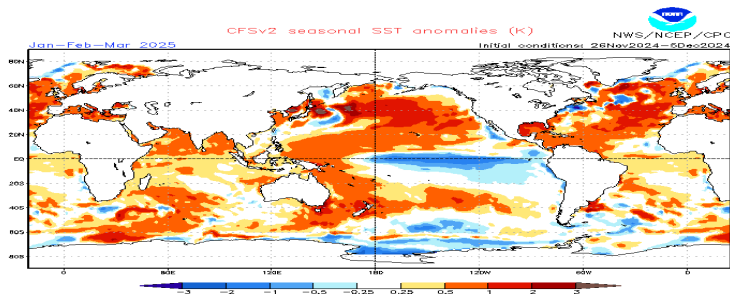 noaa
CFSv2 seasonal SST anomalies (K)
NWS/NCEP/CPC
Jan-Feb-Mar 2025
Initial conditions: 26Nov2024-5Dec2024
80N
60N
40N
20N
EQ
20S
40S
60S
80S
0 60E 120E 180 120W 60W 0
-3 -2 -1 -0.5 -0.25 0.25 0.5 1 2 3